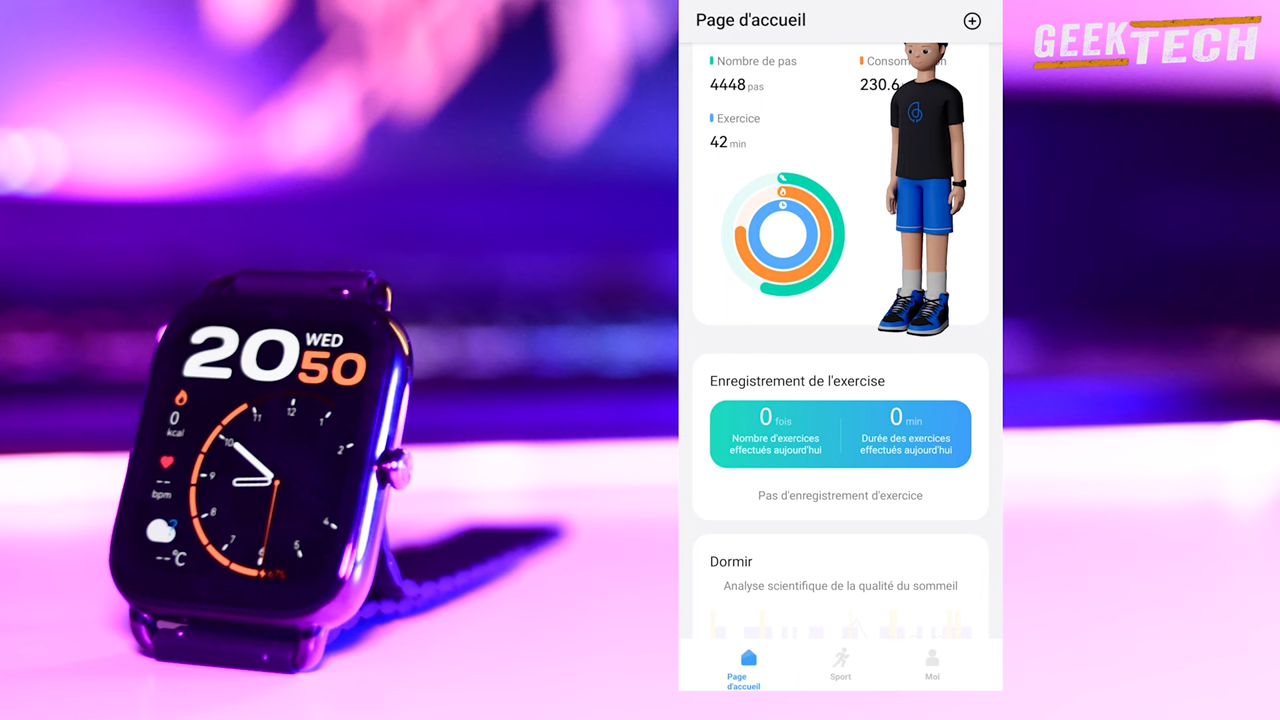 GEEKTECH
20
WED
50
0
kcal
--
bpm
--°C
11
12
1
10
2
9
8
4
7
6
5
67%
Page d'accueil
Nombre de pas
4448 pas
230.6
Exercice
42 min
Enregistrement de l'exercise
0 fois
0 min
Nombre d'exercices
effectués aujourd'hui
Durée des exercices
effectués aujourd'hui
Pas d'enregistrement d'exercice
Dormir
Analyse scientifique de la qualité du sommeil
Page
d'accueil
Sport
Moi